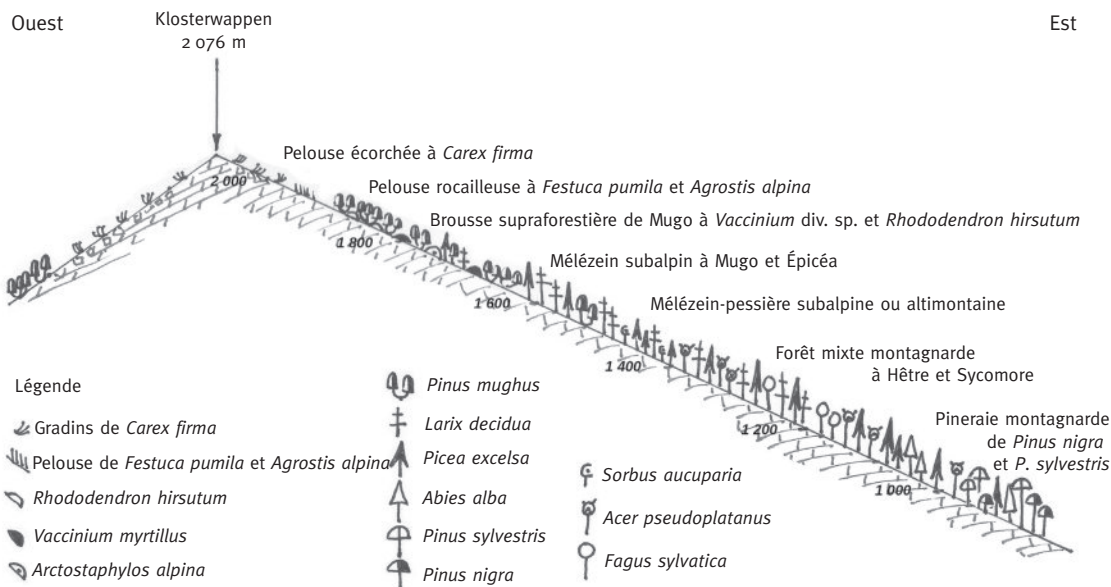 Ouest
Klosterwappen
2 076 m
Est
Pelouse écorchée à Carex firma
2 000
Pelouse rocailleuse à Festuca pumila et Agrostis alpina
Brousse supraforestière de Mugo à Vaccinium div. sp. et Rhododendron hirsutum
1 800
Mélézein subalpin à Mugo et Épicéa
1 600
Mélézein-pessière subalpine ou altimontaine
1 400
Forêt mixte montagnarde
à Hêtre et Sycomore
1 200
Pineraie montagnarde
de Pinus nigra
et P. sylvestris
1 000
Légende
Gradins de Carex firma
Pelouse de Festuca pumila et Agrostis alpina
Rhododendron hirsutum
Vaccinium myrtillus
Arctostaphylos alpina
Pinus mughus
Larix decidua
Picea excelsa
Abies alba
Pinus sylvestris
Pinus nigra
Sorbus aucuparia
Acer pseudoplatanus
Fagus sylvatica